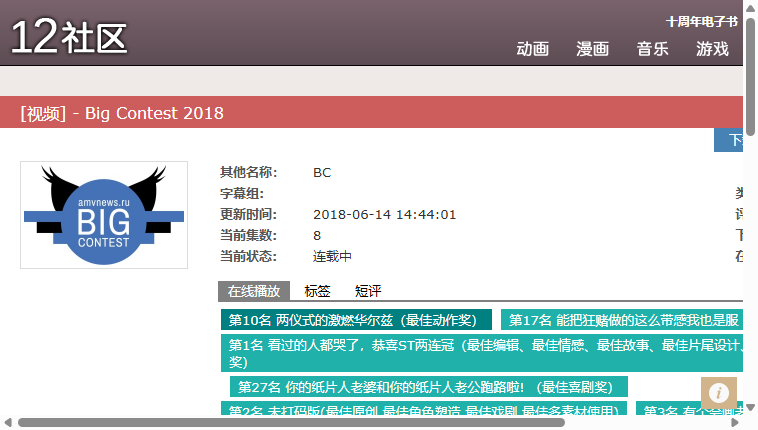 十周年电子书
12社区
动画 漫画 音乐 游戏
[视频] - Big Contest 2018
amvnews.ru
BIG
CONTEST
其他名称: BC
字幕组:
更新时间: 2018-06-14 14:44:01
当前集数: 8
当前状态: 连载中
在线播放 标签 短评
第10名 两仪式的激燃华尔兹（最佳动作奖）
第17名 能把狂赌做的这么带感我也是服
第1名 看过的人都哭了，恭喜ST两连冠（最佳编辑、最佳情感、最佳故事、最佳片尾设计、
奖）
第27名 你的纸片人老婆和你的纸片人老公跑路啦! （最佳喜剧奖）
第2名 未打码版(最佳原创 最佳角色塑造 最佳戏剧 最佳多素材使用)
第3名 有个